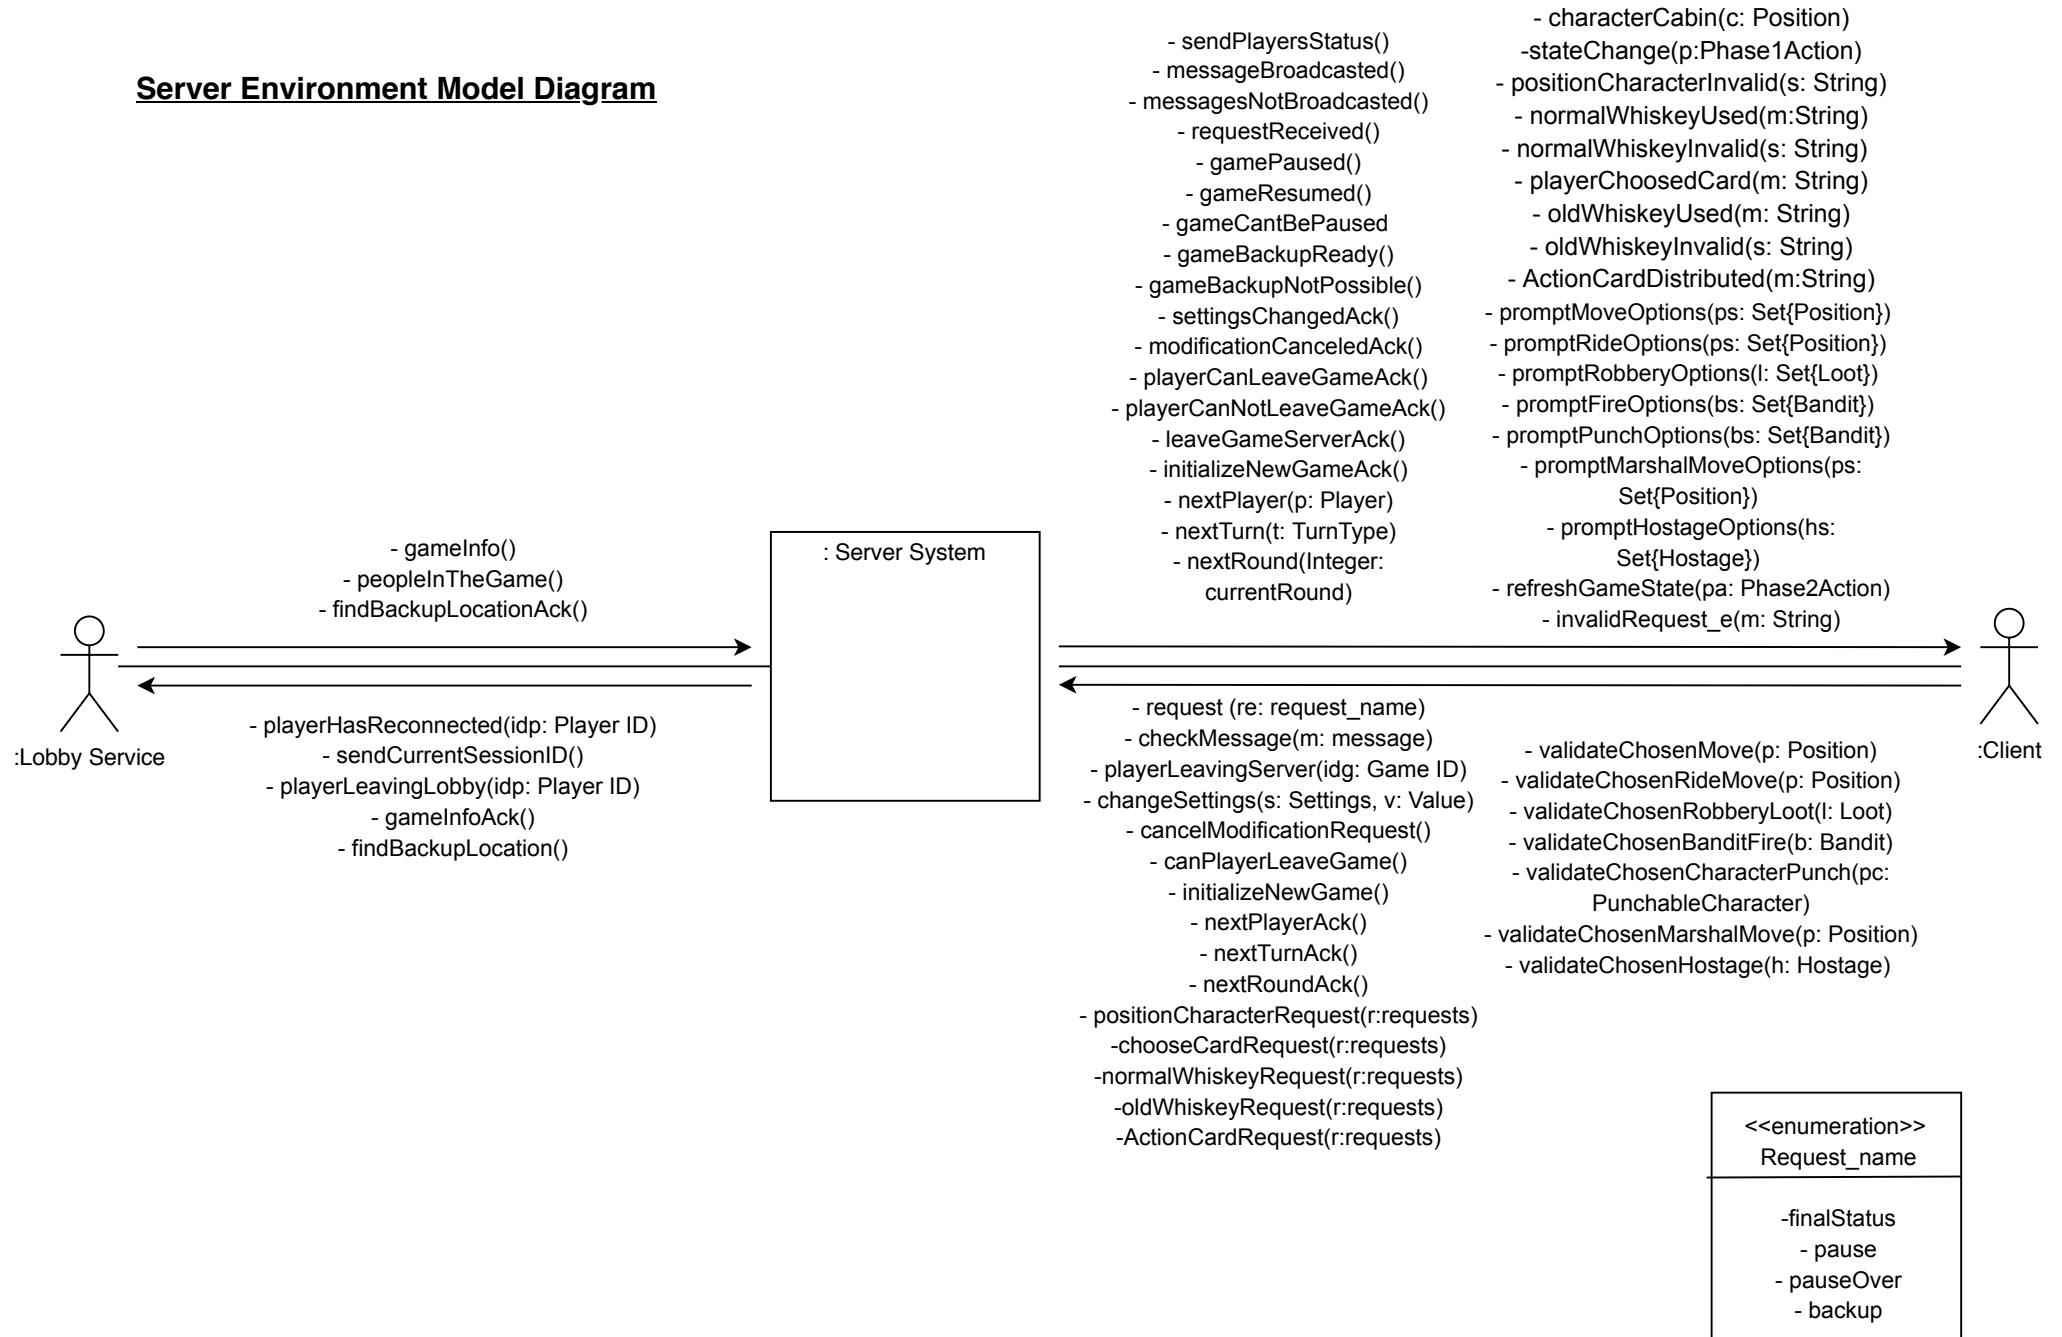 Server Environment Model Diagram
- gameInfo()
- peopleInTheGame()
- findBackupLocationAck()
:Lobby Service
- playerHasReconnected(idp: Player ID)
- sendCurrentSessionID()
- playerLeavingLobby(idp: Player ID)
- gameInfoAck()
- findBackupLocation()
: Server System
- sendPlayersStatus()
- messageBroadcasted()
- messagesNotBroadcasted()
- requestReceived()
- gamePaused()
- gameResumed()
- gameCantBePaused
- gameBackupReady()
- gameBackupNotPossible()
- settingsChangedAck()
- modificationCanceledAck()
- playerCanLeaveGameAck()
- playerCanNotLeaveGameAck()
- leaveGameServerAck()
- initializeNewGameAck()
- nextPlayer(p: Player)
- nextTurn(t: TurnType)
- nextRound(Integer:
currentRound)
- characterCabin(c: Position)
-stateChange(p:Phase1Action)
- positionCharacterInvalid(s: String)
- normalWhiskeyUsed(m:String)
- normalWhiskeyInvalid(s: String)
- playerChoosedCard(m: String)
- oldWhiskeyUsed(m: String)
- oldWhiskeyInvalid(s: String)
- ActionCardDistributed(m:String)
- promptMoveOptions(ps: Set{Position})
- promptRideOptions(ps: Set{Position})
- promptRobberyOptions(l: Set{Loot})
- promptFireOptions(bs: Set{Bandit})
- promptPunchOptions(bs: Set{Bandit})
- promptMarshalMoveOptions(ps:
Set{Position})
- promptHostageOptions(hs:
Set{Hostage})
- refreshGameState(pa: Phase2Action)
- invalidRequest_e(m: String)
- request (re: request_name)
- checkMessage(m: message)
- playerLeavingServer(idg: Game ID)
- changeSettings(s: Settings, v: Value)
- cancelModificationRequest()
- canPlayerLeaveGame()
- initializeNewGame()
- nextPlayerAck()
- nextTurnAck()
- nextRoundAck()
- positionCharacterRequest(r:requests)
-chooseCardRequest(r:requests)
-normalWhiskeyRequest(r:requests)
-oldWhiskeyRequest(r:requests)
-ActionCardRequest(r:requests)
- validateChosenMove(p: Position)
- validateChosenRideMove(p: Position)
- validateChosenRobberyLoot(l: Loot)
- validateChosenBanditFire(b: Bandit)
- validateChosenCharacterPunch(pc:
PunchableCharacter)
- validateChosenMarshalMove(p: Position)
- validateChosenHostage(h: Hostage)
:Client
<<enumeration>>
Request_name
-finalStatus
- pause
- pauseOver
- backup